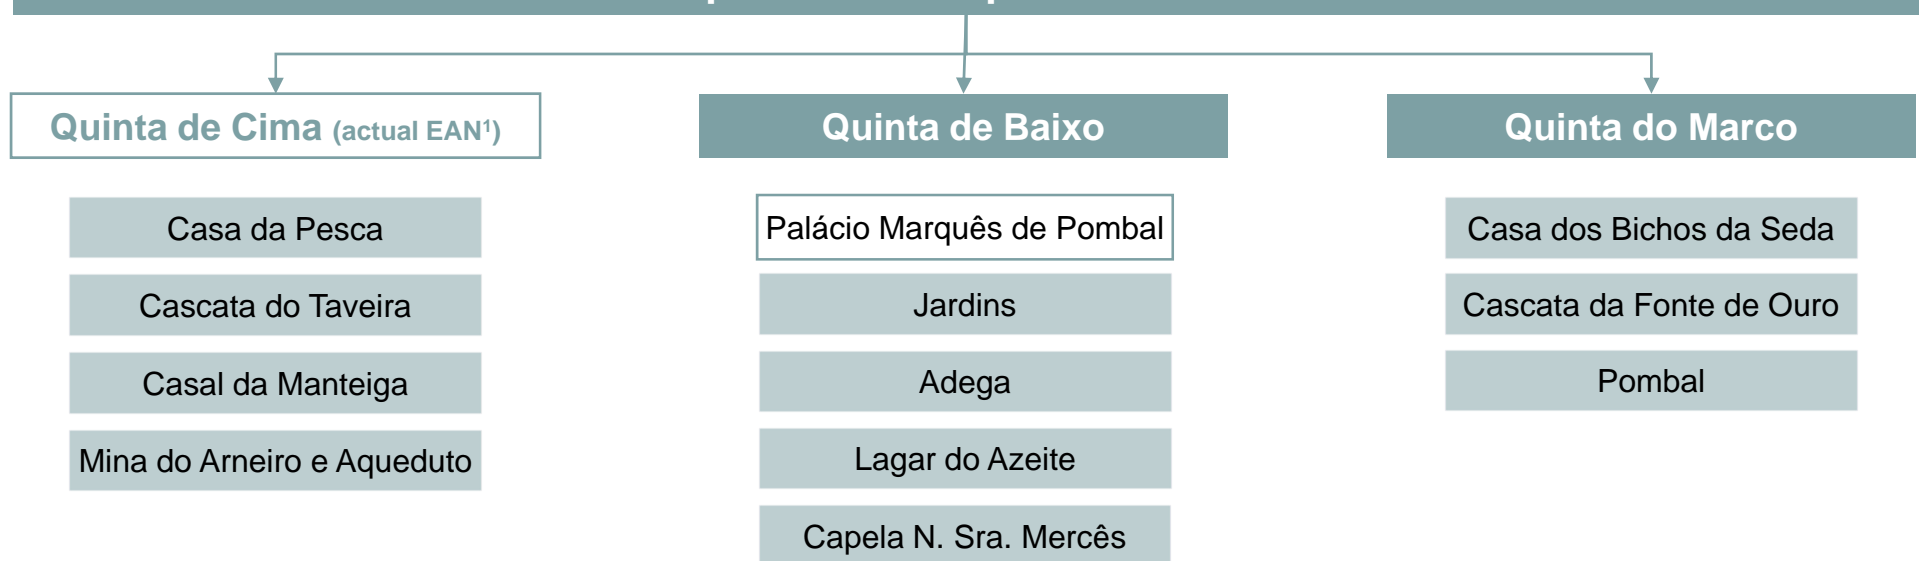 Quinta de Cima (actual EAN¹)
Casa da Pesca
Cascata do Taveira
Casal da Manteiga
Mina do Arneiro e Aqueduto
Quinta de Baixo
Palácio Marquês de Pombal
Jardins
Adega
Lagar do Azeite
Capela N. Sra. Mercês
Quinta do Marco
Casa dos Bichos da Seda
Cascata da Fonte de Ouro
Pombal